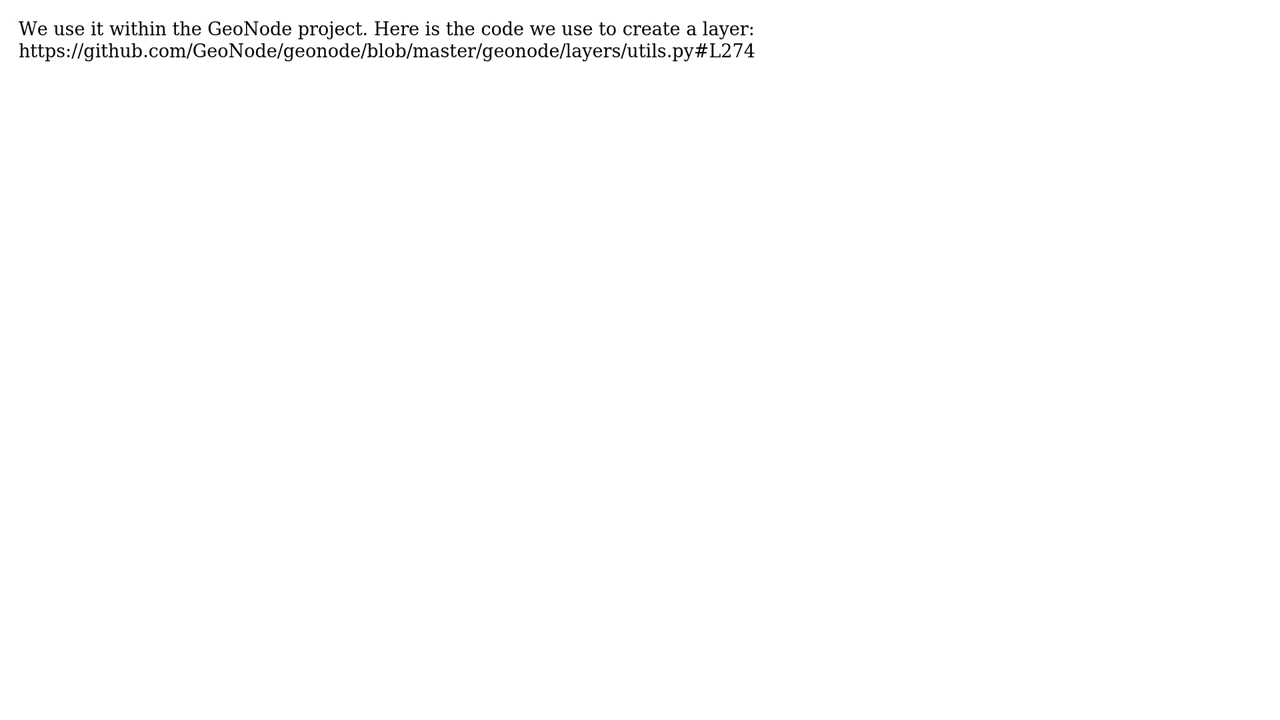 We use it within the GeoNode project. Here is the code we use to create a layer:
https://github.com/GeoNode/geonode/blob/master/geonode/layers/utils.py#L274